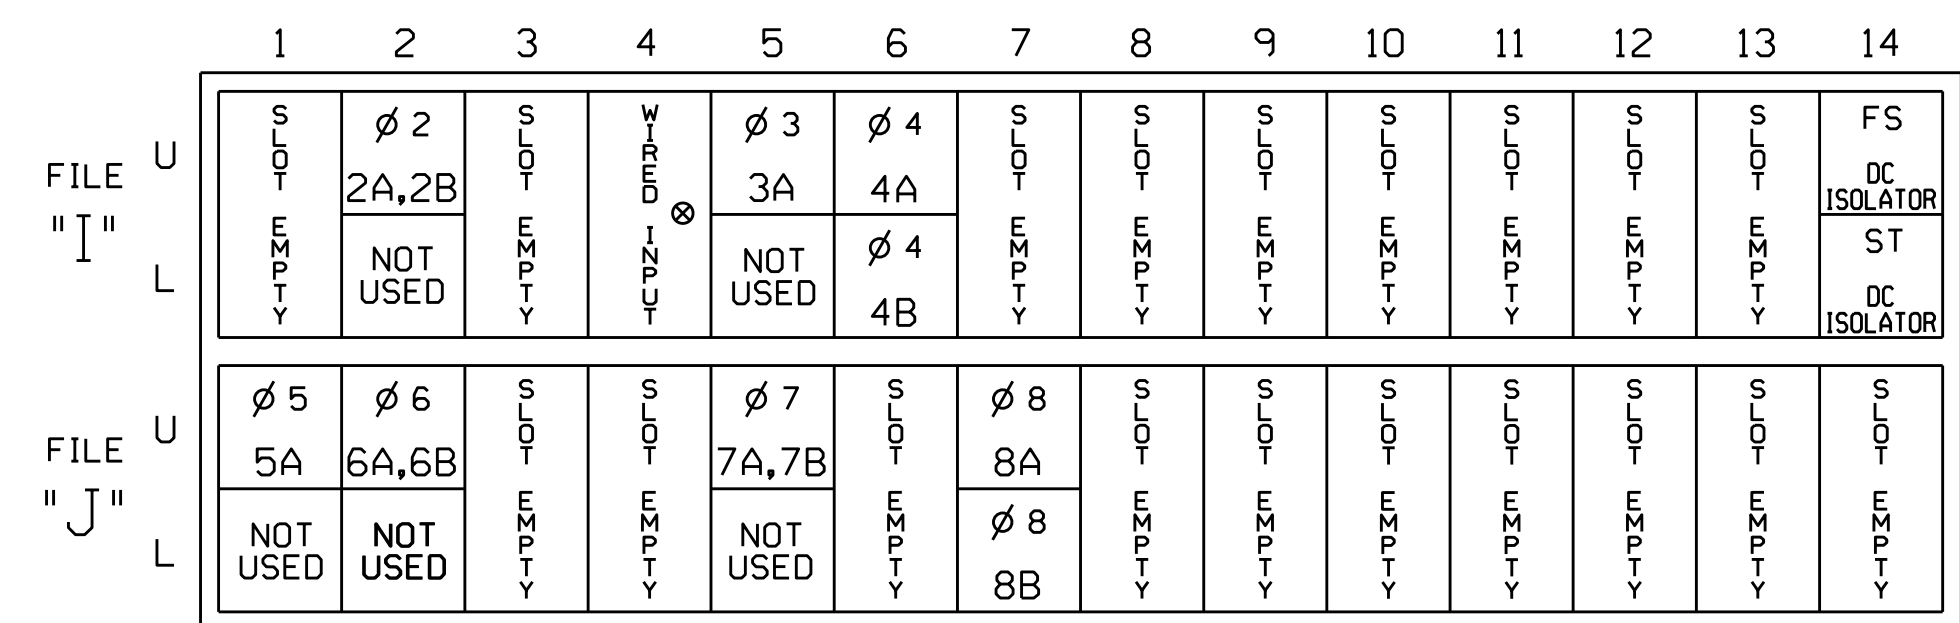 1 2 3 4 5 6 7 8 9 10 11 12 13 14
FILE
"I"
U
L
SLOT EMPTY
Ø 2
2A,2B
NOT
USED
SLOT EMPTY
WIRED INPUT
⊗
Ø 3
3A
NOT
USED
Ø 4
4A
Ø 4
4B
SLOT EMPTY
SLOT EMPTY
SLOT EMPTY
SLOT EMPTY
SLOT EMPTY
SLOT EMPTY
SLOT EMPTY
FS
DC
ISOLATOR
ST
DC
ISOLATOR
FILE
"J"
U
L
Ø 5
5A
NOT
USED
Ø 6
6A,6B
NOT
USED
SLOT EMPTY
SLOT EMPTY
Ø 7
7A,7B
NOT
USED
SLOT EMPTY
Ø 8
8A
Ø 8
8B
SLOT EMPTY
SLOT EMPTY
SLOT EMPTY
SLOT EMPTY
SLOT EMPTY
SLOT EMPTY
SLOT EMPTY